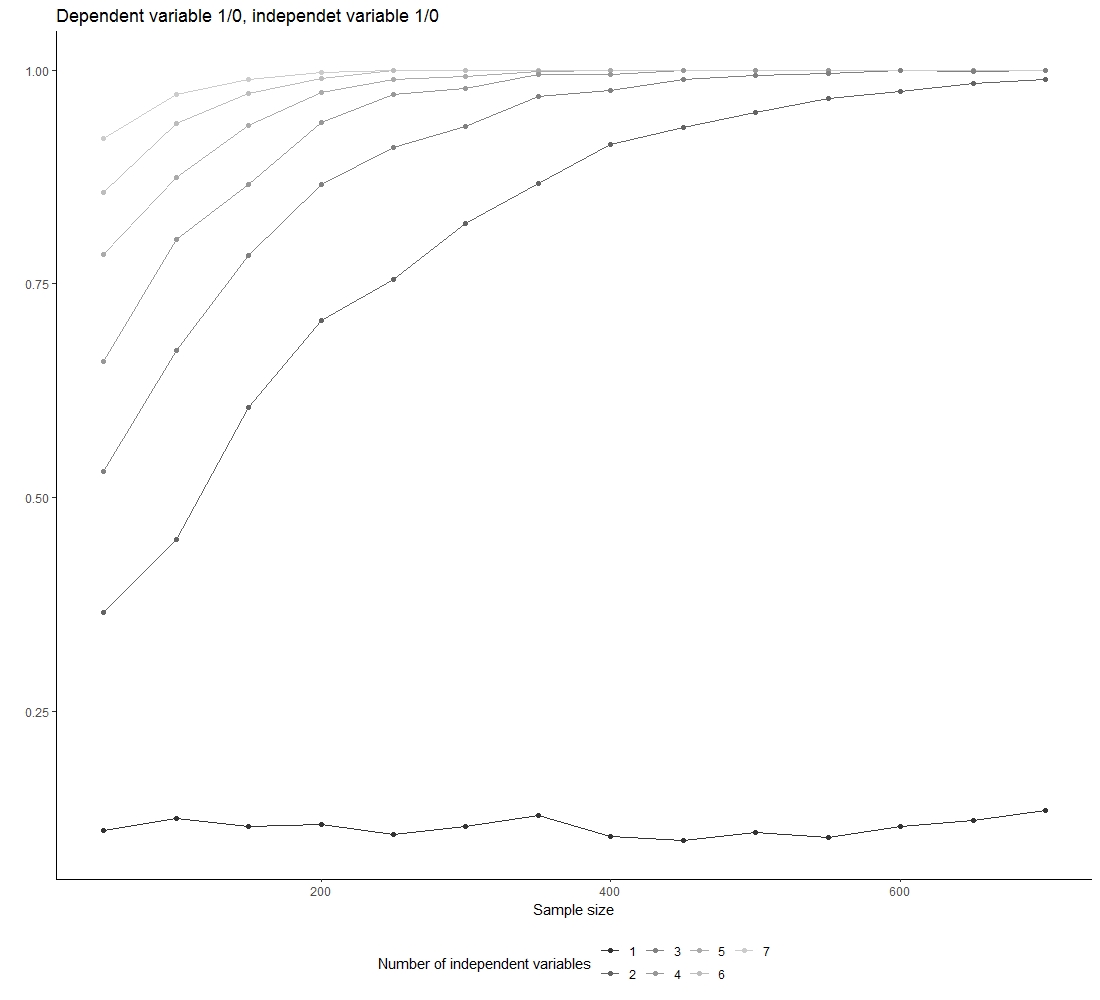 Dependent variable 1/0, independet variable 1/0
1.00
0.75
0.50
0.25
200 400 600
Sample size
Number of independent variables
1 3 5 7
2 4 6